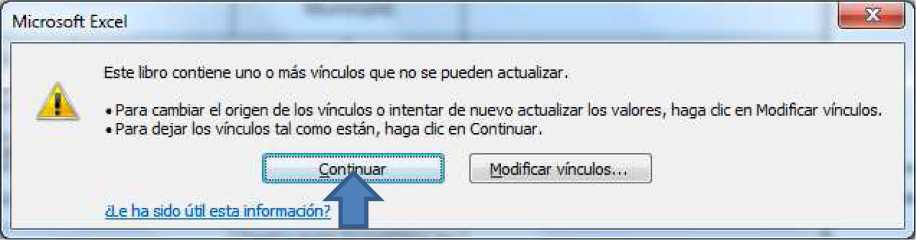 Microsoft Excel
Este libro contiene uno o más vínculos que no se pueden actualizar.
• Para cambiar el origen de los vínculos o intentar de nuevo actualizar los valores, haga clic en Modificar vínculos.
• Para dejar los vínculos tal como están, haga clic en Continuar.
Continuar
Modificar vínculos...
¿Le ha sido útil esta información?